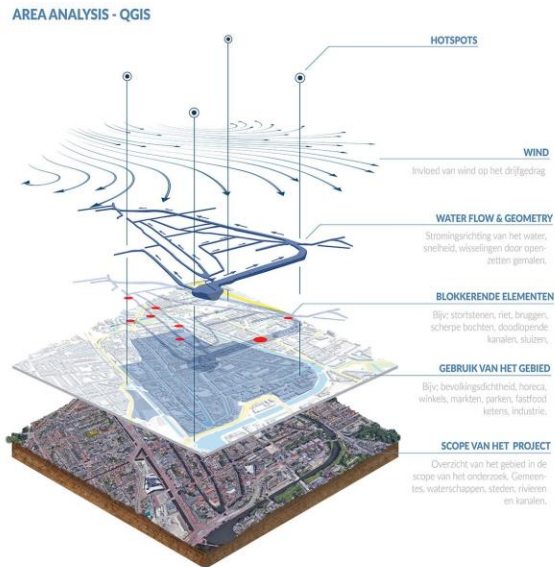 AREA ANALYSIS - QGIS
HOTSPOTS
WIND
Invloed van wind op het drijfgedrag
WATER FLOW & GEOMETRY
Stromingsrichting van het water,
snelheid, wisselingen door open-
zetten gemalen.
BLOKKERENDE ELEMENTEN
Bijv; stortstenen, riet, bruggen,
scherpe bochten, doodlopende
kanalen, sluizen,
GEBRUIK VAN HET GEBIED
Bijv; bevolkingsdichtheid, horeca,
winkels, markten, parken, fastfood
ketens, industrie.
SCOPE VAN HET PROJECT
Overzicht van het gebied in de
scope van het onderzoek. Gemeen-
tes, waterschappen, steden, rivieren
en kanalen.